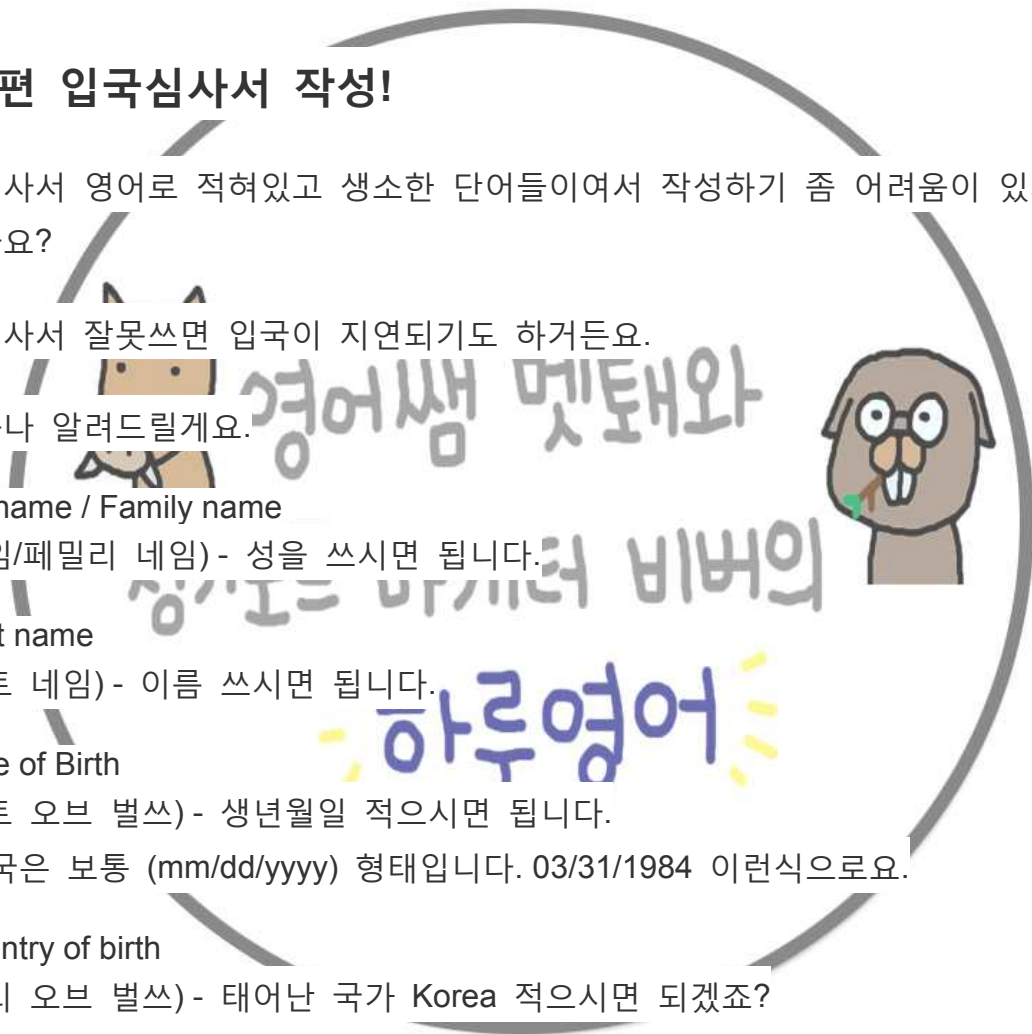 편 입국심사서 작성!
사서 영어로 적혀있고 생소한 단어들이여서 작성하기 좀 어려움이 있
요?
사서 잘못쓰면 입국이 지연되기도 하거든요.
영어쌤 멧퇘와
나 알려드릴게요.
name / Family name
임/페밀리 네임) - 성을 쓰시면 됩니다.
비버의
t name
트 네임) - 이름 쓰시면 됩니다.
하루영어
e of Birth
트 오브 벌쓰) - 생년월일 적으시면 됩니다.
국은 보통 (mm/dd/yyyy) 형태입니다. 03/31/1984 이런식으로요.
ntry of birth
리 오브 벌쓰) - 태어난 국가 Korea 적으시면 되겠죠?